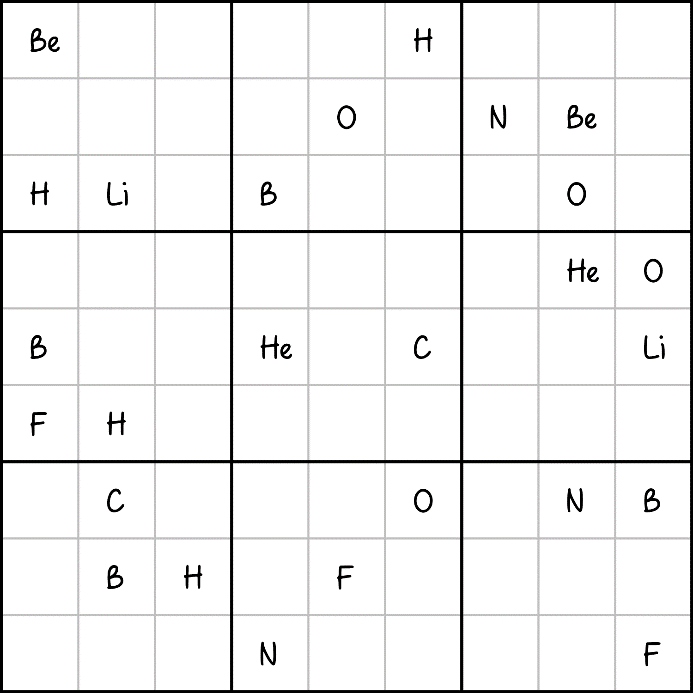 Be H
O N Be
H Li B O
He O
B He C Li
F H
C O N B
B H F
N F